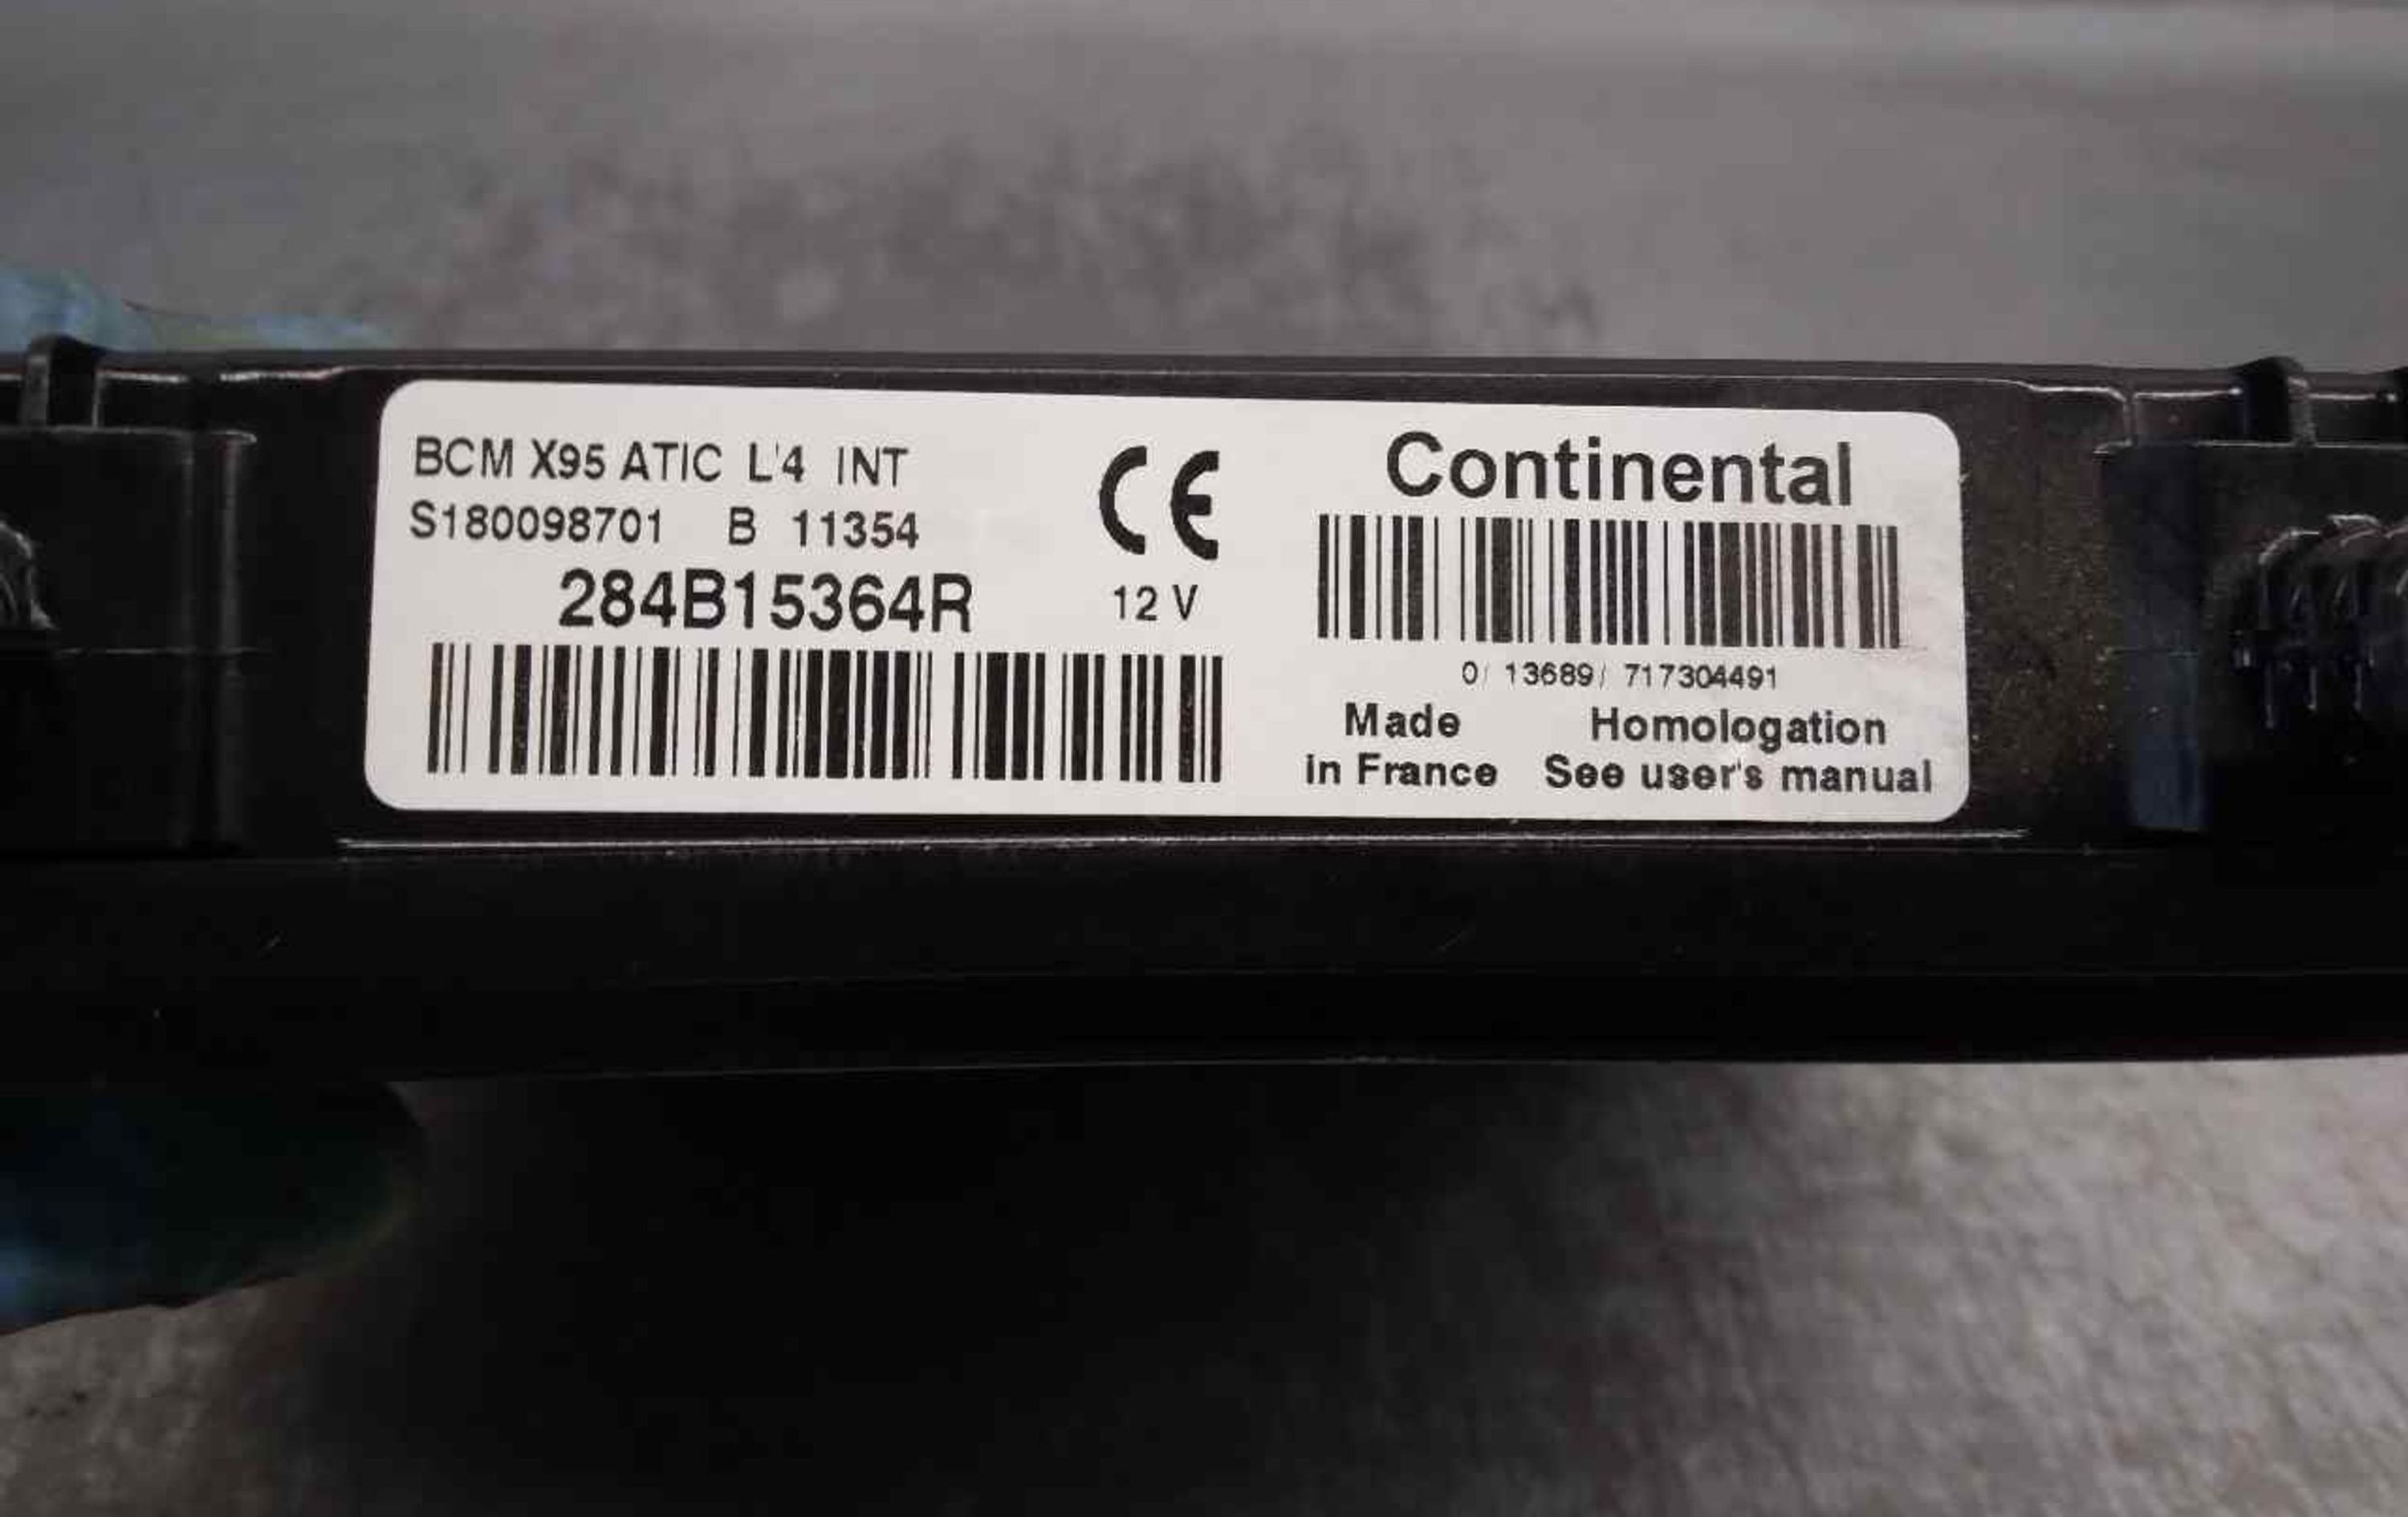 BCM X95 ATIC L'4 INT
S180098701 B 11354
284B15364R
CE
12 V
Continental
0/ 13689/ 717304491
Made in France
Homologation See user's manual